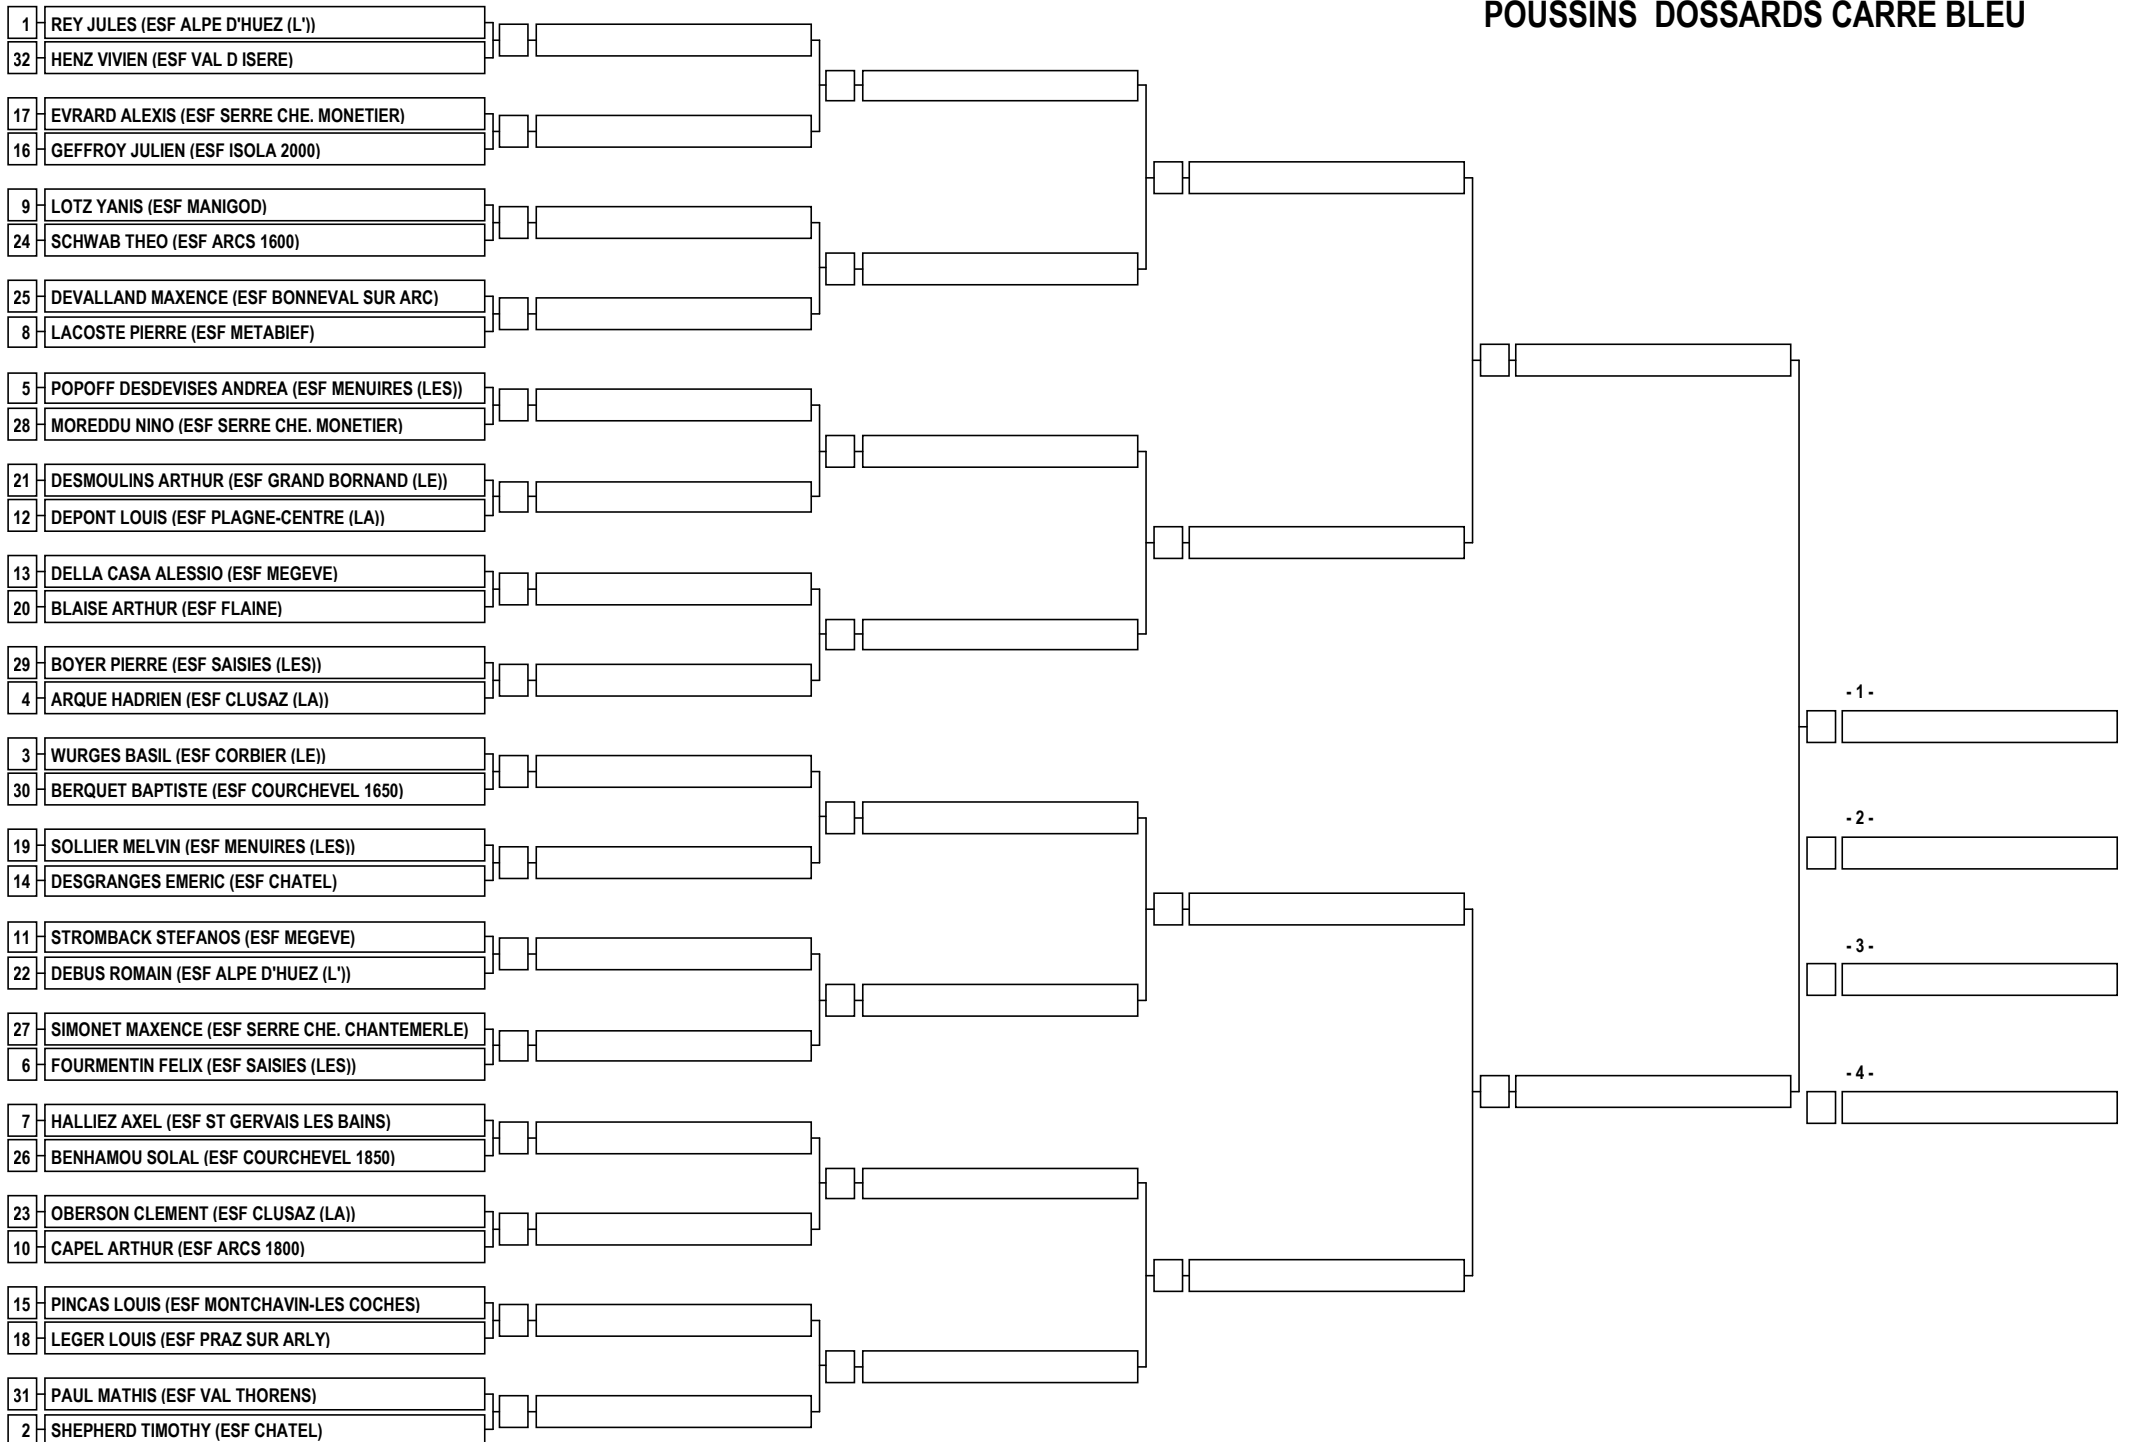 POUSSINS DOSSARDS CARRE BLEU
1 REY JULES (ESF ALPE D'HUEZ (L'))
32 HENZ VIVIEN (ESF VAL D ISERE)
17 EVRARD ALEXIS (ESF SERRE CHE. MONETIER)
16 GEFFROY JULIEN (ESF ISOLA 2000)
9 LOTZ YANIS (ESF MANIGOD)
24 SCHWAB THEO (ESF ARCS 1600)
25 DEVALLAND MAXENCE (ESF BONNEVAL SUR ARC)
8 LACOSTE PIERRE (ESF METABIEF)
5 POPOFF DESDEVISES ANDREA (ESF MENUIRES (LES))
28 MOREDDU NINO (ESF SERRE CHE. MONETIER)
21 DESMOULINS ARTHUR (ESF GRAND BORNAND (LE))
12 DEPONT LOUIS (ESF PLAGNE-CENTRE (LA))
13 DELLA CASA ALESSIO (ESF MEGEVE)
20 BLAISE ARTHUR (ESF FLAINE)
29 BOYER PIERRE (ESF SAISIES (LES))
4 ARQUE HADRIEN (ESF CLUSAZ (LA))
3 WURGES BASIL (ESF CORBIER (LE))
30 BERQUET BAPTISTE (ESF COURCHEVEL 1650)
19 SOLLIER MELVIN (ESF MENUIRES (LES))
14 DESGRANGES EMERIC (ESF CHATEL)
11 STROMBACK STEFANOS (ESF MEGEVE)
22 DEBUS ROMAIN (ESF ALPE D'HUEZ (L'))
27 SIMONET MAXENCE (ESF SERRE CHE. CHANTEMERLE)
6 FOURMENTIN FELIX (ESF SAISIES (LES))
7 HALLIEZ AXEL (ESF ST GERVAIS LES BAINS)
26 BENHAMOU SOLAL (ESF COURCHEVEL 1850)
23 OBERSON CLEMENT (ESF CLUSAZ (LA))
10 CAPEL ARTHUR (ESF ARCS 1800)
15 PINCAS LOUIS (ESF MONTCHAVIN-LES COCHES)
18 LEGER LOUIS (ESF PRAZ SUR ARLY)
31 PAUL MATHIS (ESF VAL THORENS)
2 SHEPHERD TIMOTHY (ESF CHATEL)
- 1 -
- 2 -
- 3 -
- 4 -